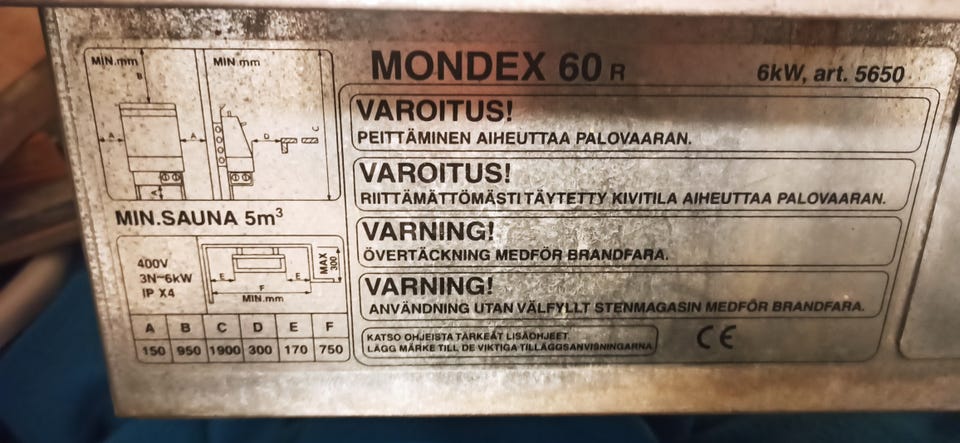 MONDEX 60 R
6kW, art. 5650
MIN.mm
B
A
A
A
MIN mm
D
C
MIN.SAUNA 5m³
400V
3N~6kW
IP X4
E
E
F
MIN.mm
MAX 300
A B C D E F
150 950 1900 300 170 750
VAROITUS!
PEITTÄMINEN AIHEUTTAA PALOVAARAN.
VAROITUS!
RIITTÄMÄTTÖMÄSTI TÄYTETTY KIVITILA AIHEUTTAA PALOVAARAN.
VARNING!
ÖVERTÄCKNING MEDFÖR BRANDFARA.
VARNING!
ANVÄNDNING UTAN VÄLFYLLT STENMAGASIN MEDFÖR BRANDFARA.
KATSO OHJEISTA TÄRKEÄT LISÄOHJEET.
LÄGG MÄRKE TILL DE VIKTIGA TILLÄGGSANVISNINGARNA
CE